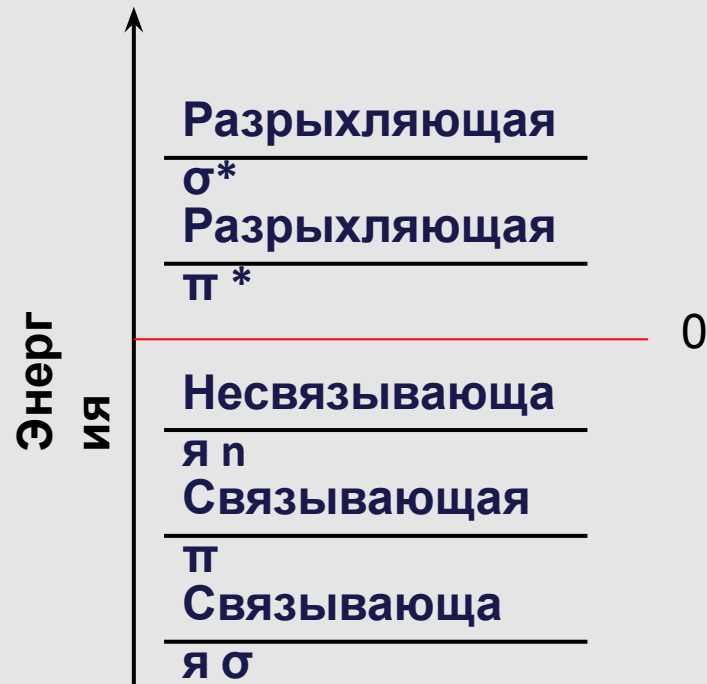 Разрыхляющая
σ*
Разрыхляющая
π *
0
Несвязывающа
я n
Связывающая
π
Связывающа
я σ
Энерг
ия